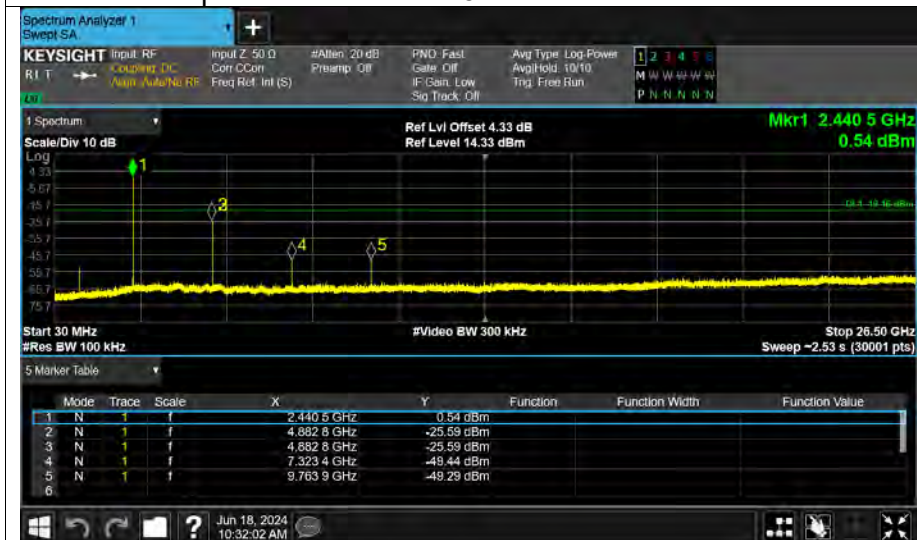 Spectrum Analyzer 1
Swept SA
+
KEYSIGHT Input: RF Input Z: 50 Ω #Atten: 20 dB PNO: Fast Avg Type: Log-Power 1 2 3 4 5 6
RLT Coupling: DC Corr CCorr Preamp: Off Gate: Off Avg|Hold: 10/10 M W W W W W
Align: Auto/No RF Freq Ref: Int (S) IF Gain: Low Trig: Free Run
Sig Track: Off P N N N N N
1 Spectrum
Scale/Div 10 dB Ref Lvl Offset 4.33 dB Mkr1 2.440 5 GHz
Log Ref Level 14.33 dBm 0.54 dBm
4.33 1
-5.67
-15.7 3
-25.1
-45.7 4 5
-55.7
-65.7
-75.7
Start 30 MHz #Video BW 300 kHz Stop 26.50 GHz
#Res BW 100 kHz Sweep ~2.53 s (30001 pts)
5 Marker Table
Mode Trace Scale X Y Function Function Width Function Value
1 N 1 f 2.440 5 GHz 0.54 dBm
2 N 1 f 4.882 8 GHz -25.59 dBm
3 N 1 f 4.882 8 GHz -25.59 dBm
4 N 1 f 7.323 4 GHz -49.44 dBm
5 N 1 f 9.763 9 GHz -49.29 dBm
6
? Jun 18, 2024
10:32:02 AM